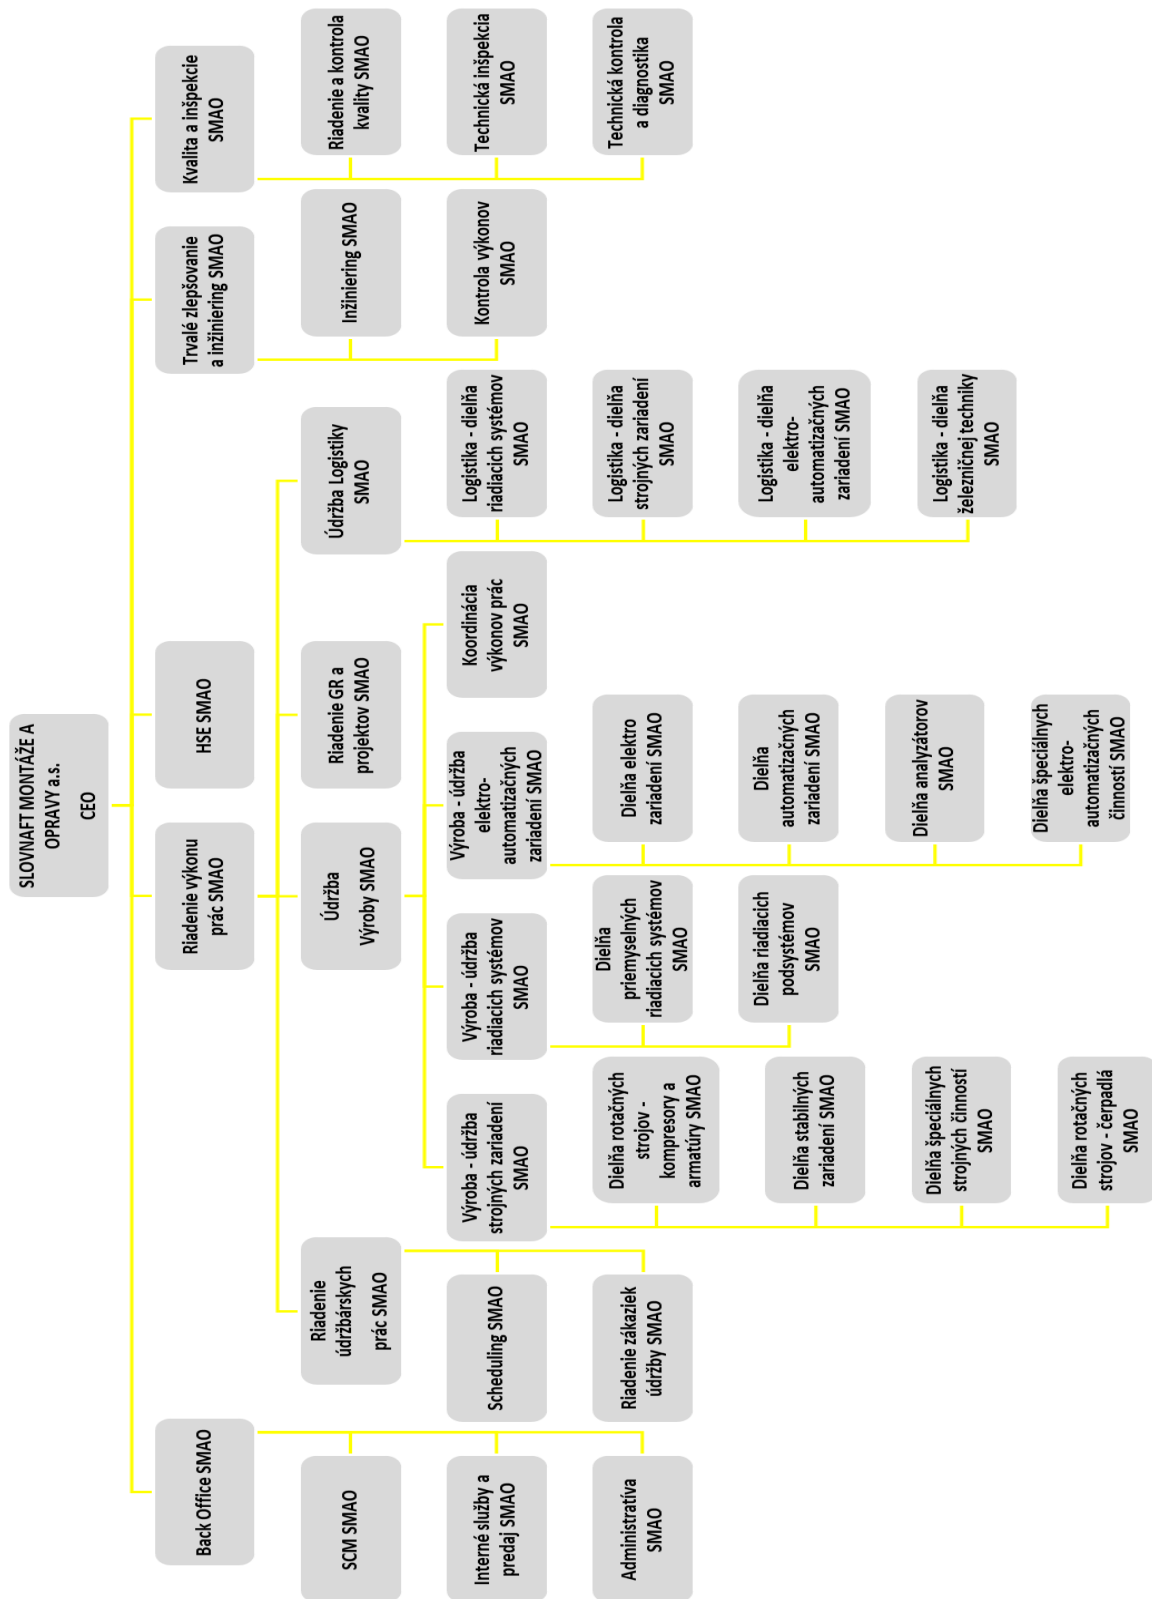 SLOVNAFT MONTÁŽE A
OPRAVY a.s.
CEO
Back Office SMAO
Riadenie výkonu
prác SMAO
HSE SMAO
Trvalé zlepšovanie
a inžiniering SMAO
Kvalita a inšpekcie
SMAO
SCM SMAO
Interné služby a
predaj SMAO
Administratíva
SMAO
Riadenie
údržbárskych
prác SMAO
Scheduling SMAO
Riadenie zákaziek
údržby SMAO
Údržba
Výroby SMAO
Riadenie GR a
projektov SMAO
Údržba Logistiky
SMAO
Výroba - údržba
strojných zariadení
SMAO
Dielňa rotačných
strojov -
kompresory a
armatúry SMAO
Dielňa stabilných
zariadení SMAO
Dielňa špeciálnych
strojných činností
SMAO
Dielňa rotačných
strojov - čerpadlá
SMAO
Výroba - údržba
riadiacich systémov
SMAO
Dielňa
priemyselných
riadiacich systémov
SMAO
Dielňa riadiacich
podsystémov
SMAO
Výroba - údržba
elektro-
automatizačných
zariadení SMAO
Dielňa elektro
zariadení SMAO
Dielňa
automatizačných
zariadení SMAO
Dielňa analyzátorov
SMAO
Dielňa špeciálnych
elektro-
automatizačných
činností SMAO
Koordinácia
výkonov prác
SMAO
Logistika - dielňa
riadiacich systémov
SMAO
Logistika - dielňa
strojných zariadení
SMAO
Logistika - dielňa
elektro-
automatizačných
zariadení SMAO
Logistika - dielňa
železničnej techniky
SMAO
Inžiniering SMAO
Kontrola výkonov
SMAO
Riadenie a kontrola
kvality SMAO
Technická inšpekcia
SMAO
Technická kontrola
a diagnostika
SMAO